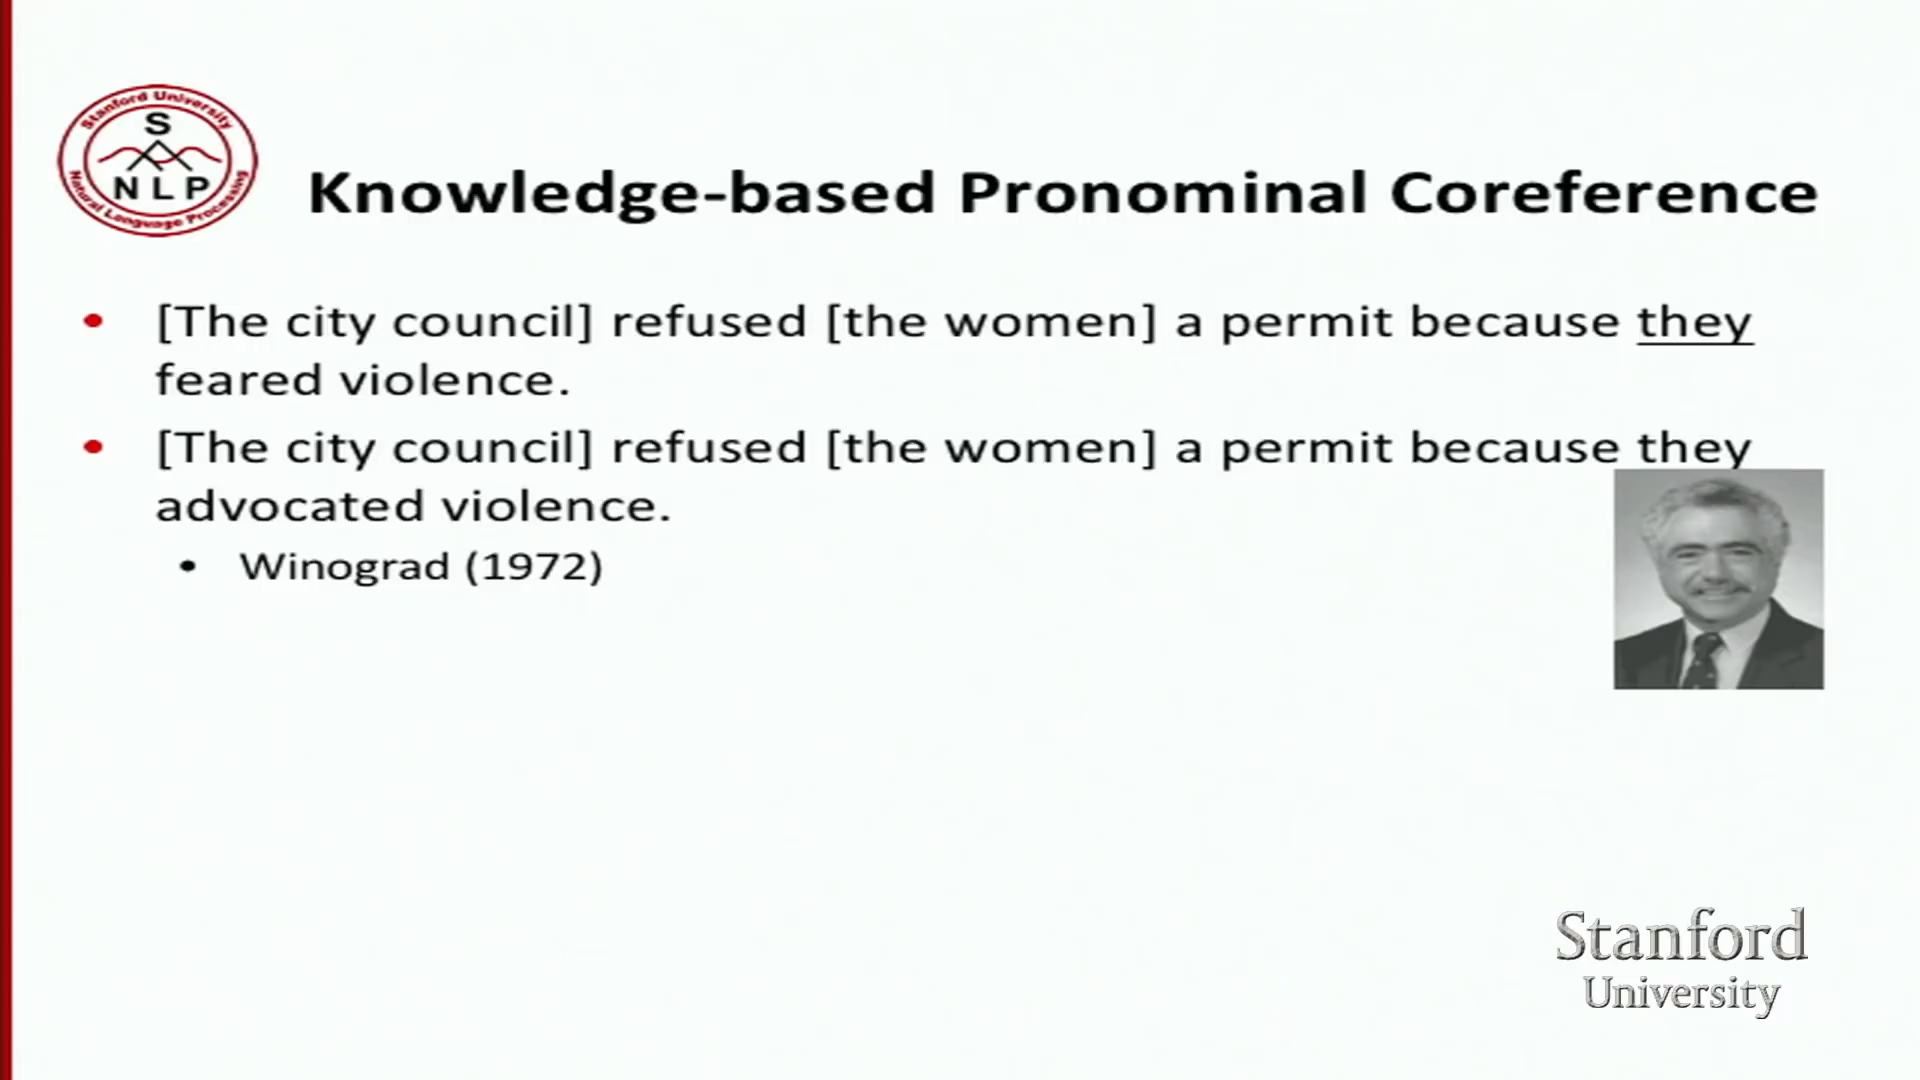 Stanford University
S
NLP
Natural Language Processing
Knowledge-based Pronominal Coreference
• [The city council] refused [the women] a permit because they
feared violence.
• [The city council] refused [the women] a permit because they
advocated violence.
• Winograd (1972)
Stanford
University